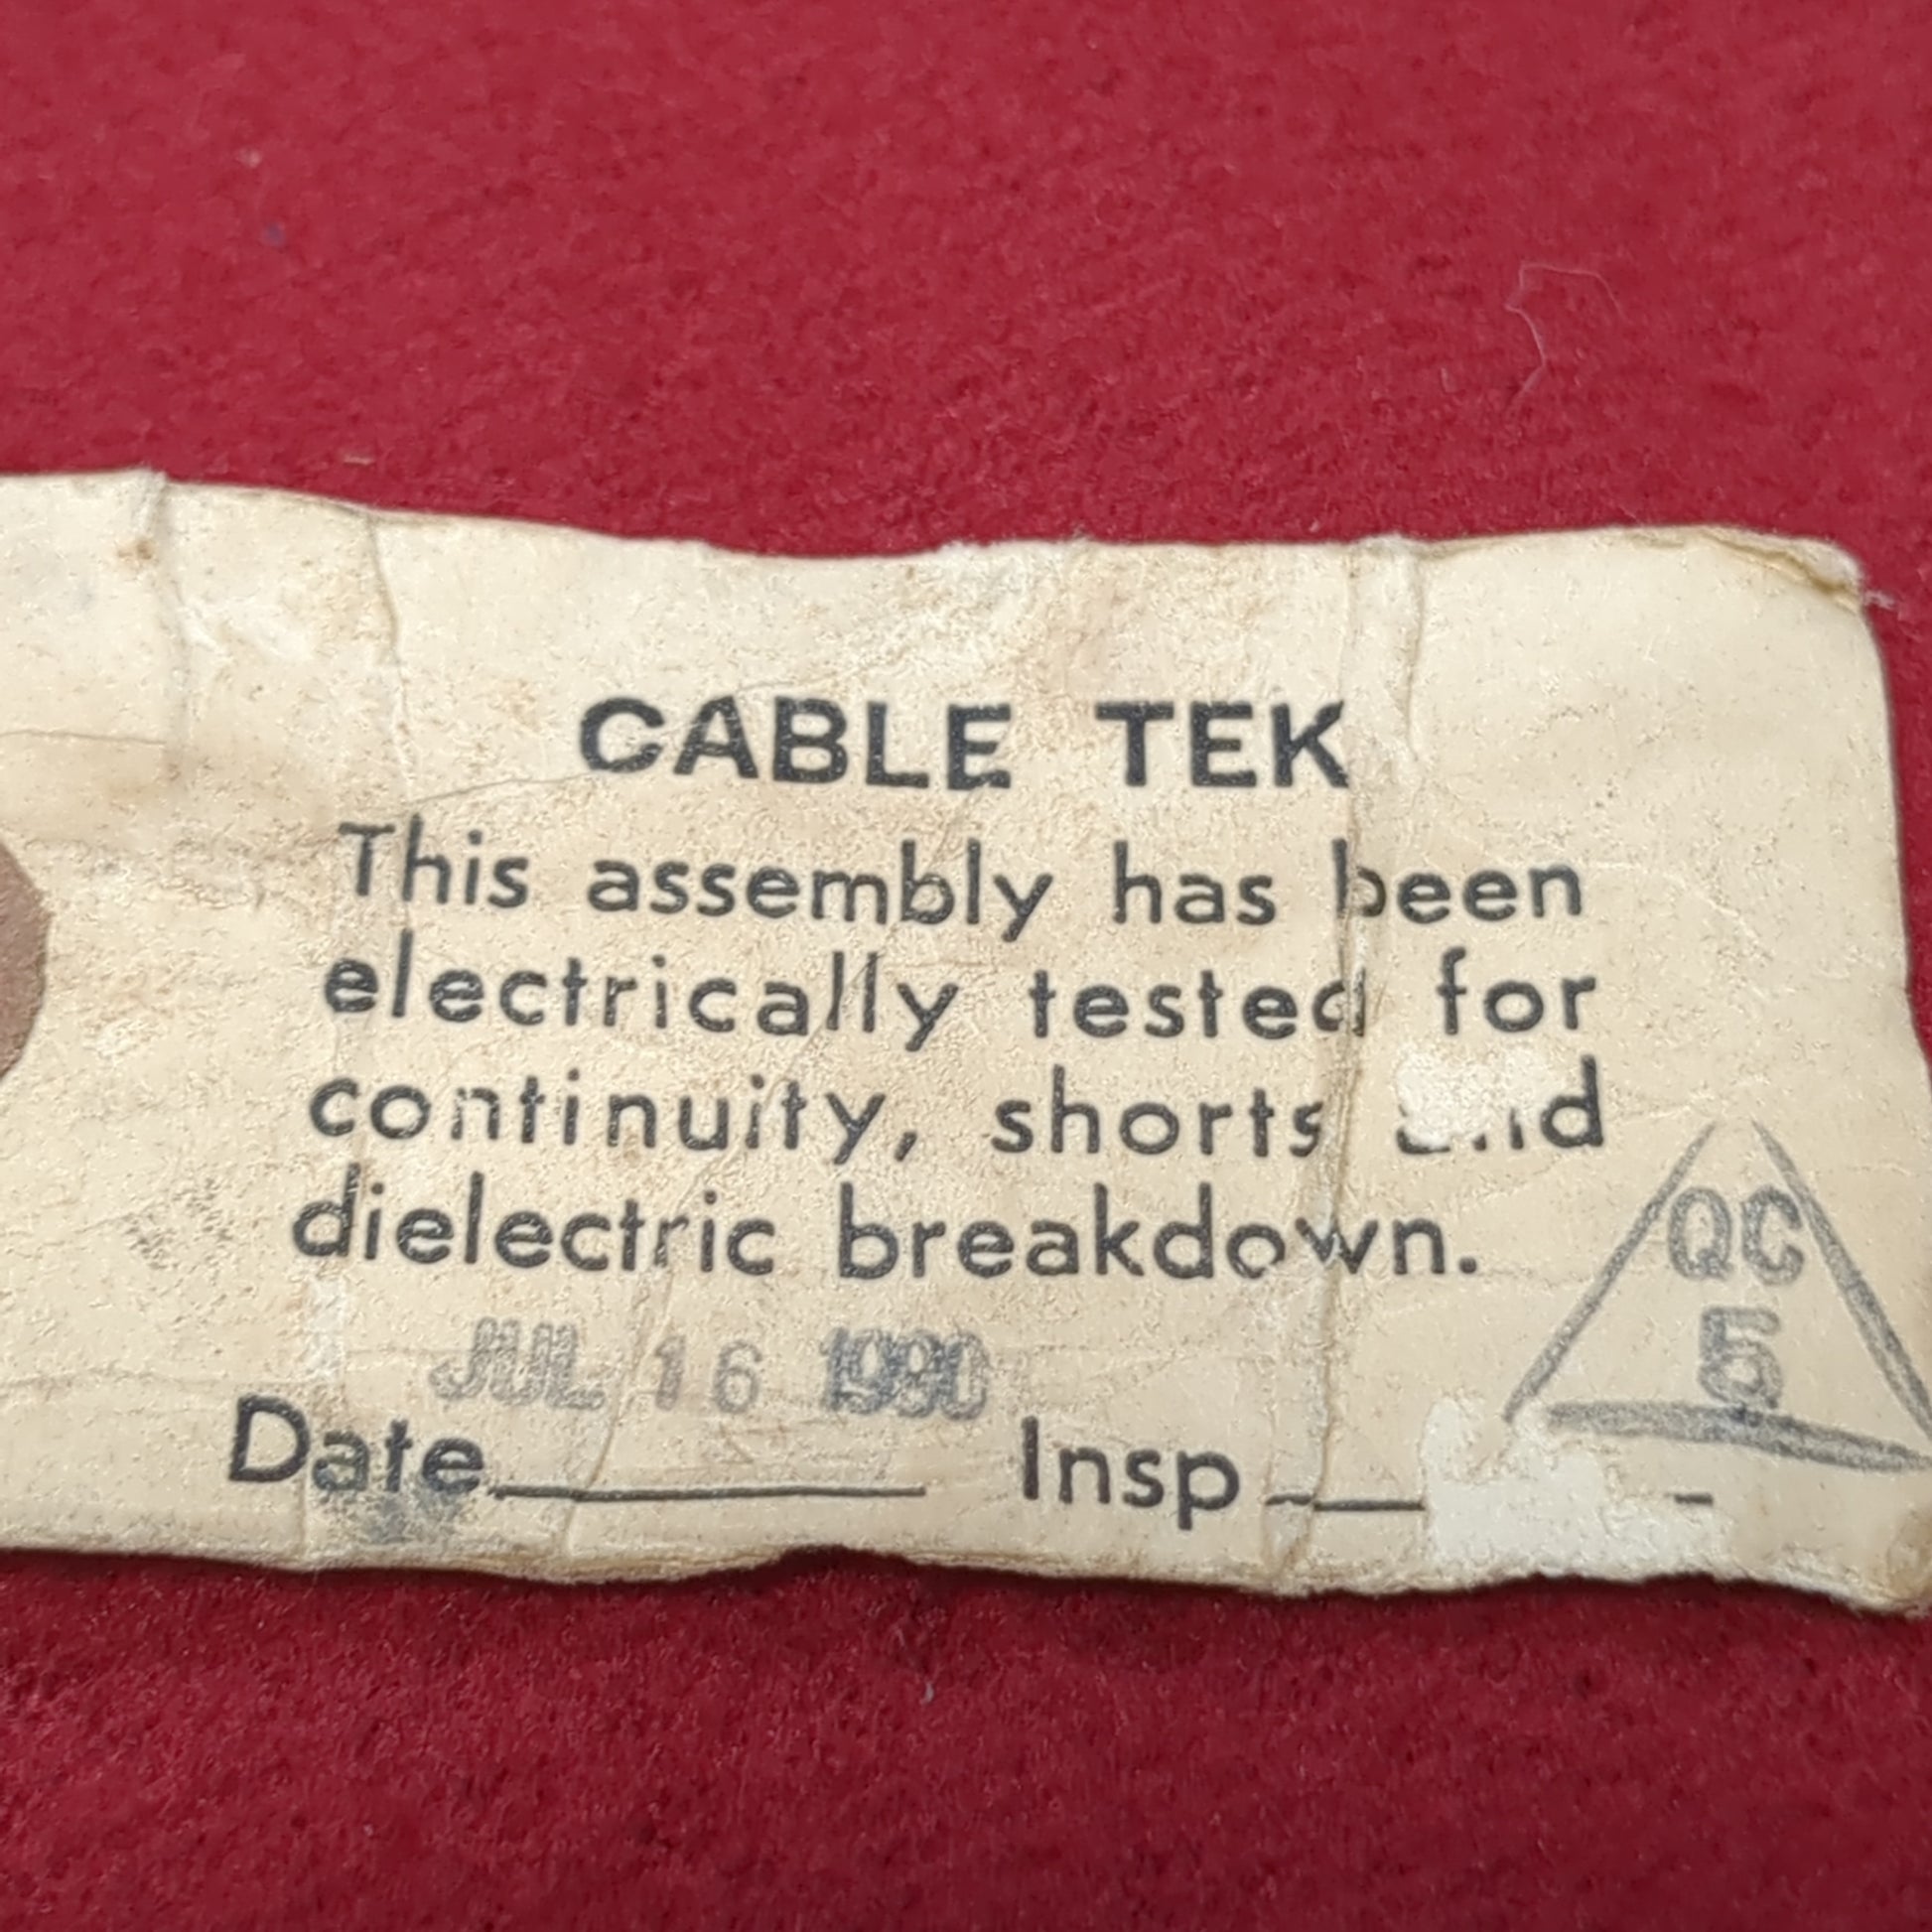 CABLE TEK
This assembly has been
electrically tested for
continuity, shorts and
dielectric breakdown.
JUL 16 1990
Date
Insp
QC
5